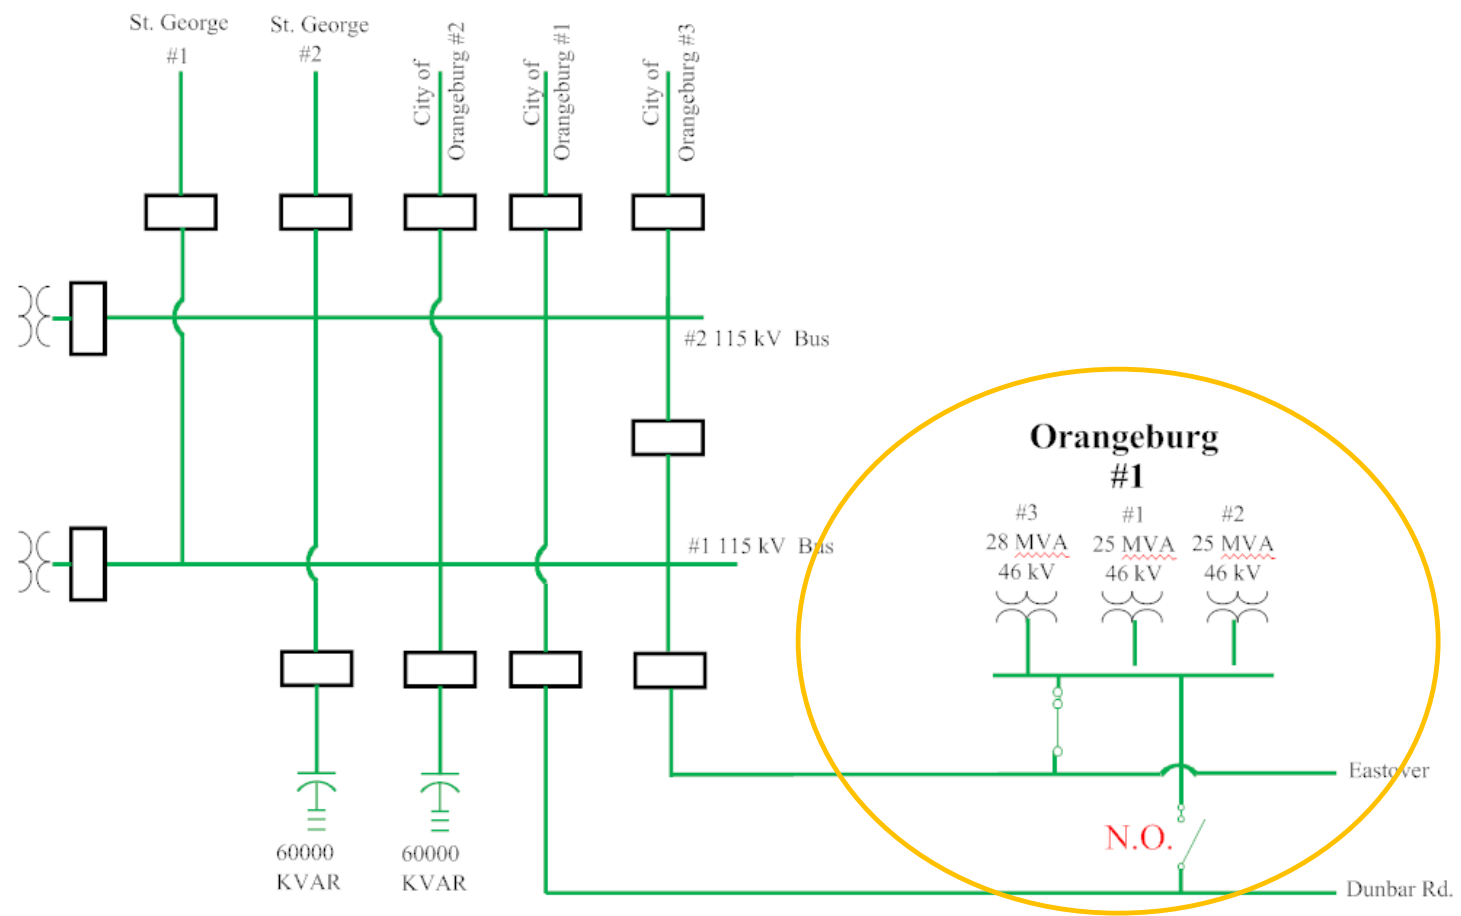 St. George
#1
St. George
#2
City of
Orangeburg #2
City of
Orangeburg #1
City of
Orangeburg #3
#2 115 kV Bus
#1 115 kV Bus
Orangeburg
#1
#3
28 MVA
46 kV
#1
25 MVA
46 kV
#2
25 MVA
46 kV
Eastover
N.O.
Dunbar Rd.
60000
KVAR
60000
KVAR